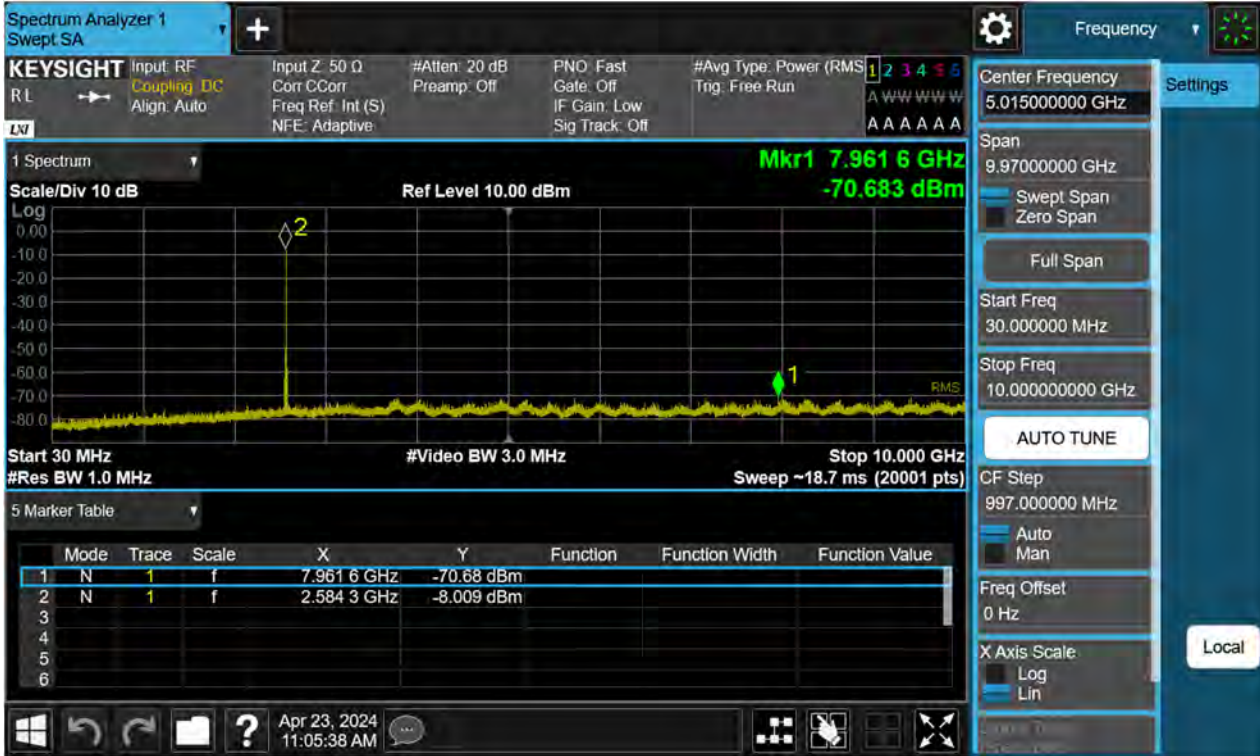 Spectrum Analyzer 1
Swept SA
+
Frequency
KEYSIGHT
RL
LXI
Input: RF
Coupling: DC
Align: Auto
Input Z: 50 Ω
Corr CCorr
Freq Ref: Int (S)
NFE: Adaptive
#Atten: 20 dB
Preamp: Off
PNO: Fast
Gate: Off
IF Gain: Low
Sig Track: Off
#Avg Type: Power (RMS
Trig: Free Run
1 2 3 4 5 6
A W W W W W
A A A A A A
1 Spectrum
Scale/Div 10 dB
Ref Level 10.00 dBm
Mkr1 7.961 6 GHz
-70.683 dBm
Log
0.00
-10.0
-20.0
-30.0
-40.0
-50.0
-60.0
-70.0
-80.0
2
1
RMS
Start 30 MHz
#Video BW 3.0 MHz
Stop 10.000 GHz
#Res BW 1.0 MHz
Sweep ~18.7 ms (20001 pts)
5 Marker Table
Mode Trace Scale X Y Function Function Width Function Value
1 N 1 f 7.961 6 GHz -70.68 dBm
2 N 1 f 2.584 3 GHz -8.009 dBm
3
4
5
6
Apr 23, 2024
11:05:38 AM
Center Frequency
5.015000000 GHz
Settings
Span
9.97000000 GHz
Swept Span
Zero Span
Full Span
Start Freq
30.000000 MHz
Stop Freq
10.000000000 GHz
AUTO TUNE
CF Step
997.000000 MHz
Auto
Man
Freq Offset
0 Hz
X Axis Scale
Log
Lin
Local